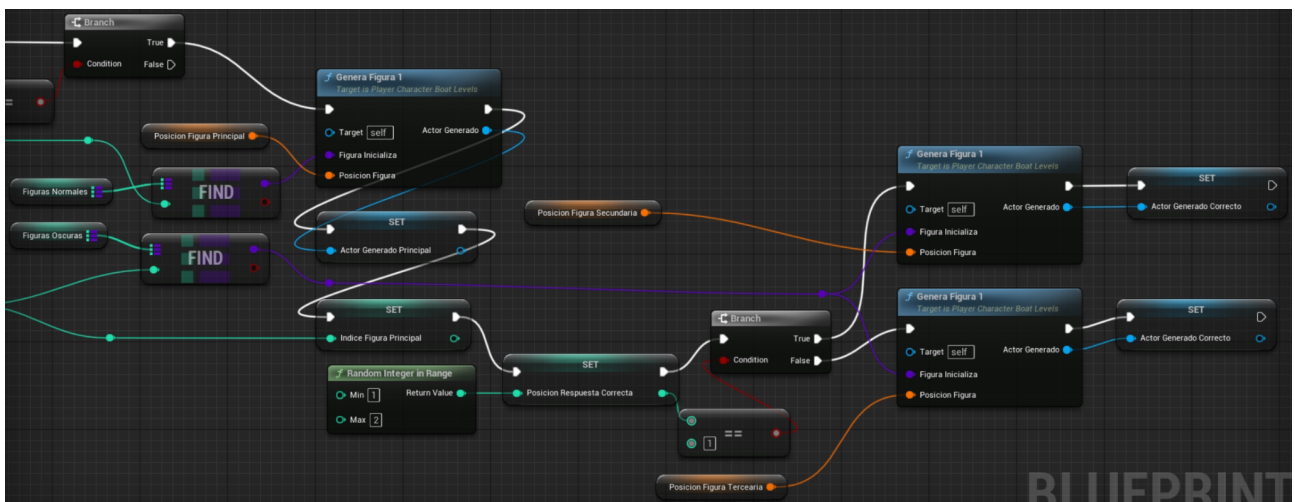 Branch
True
Condition
False
==
Posicion Figura Principal
Figuras Normales
FIND
Figuras Oscuras
FIND
f Genera Figura 1
Target is Player Character Boat Levels
Target self
Actor Generado
Figura Inicializa
Posicion Figura
SET
Actor Generado Principal
SET
Indice Figura Principal
f Random Integer in Range
Min 1
Return Value
Max 2
SET
Posicion Respuesta Correcta
Posicion Figura Secundaria
Branch
True
Condition
False
1
==
Posicion Figura Tercearia
f Genera Figura 1
Target is Player Character Boat Levels
Target self
Actor Generado
Figura Inicializa
Posicion Figura
SET
Actor Generado Correcto
f Genera Figura 1
Target is Player Character Boat Levels
Target self
Actor Generado
Figura Inicializa
Posicion Figura
SET
Actor Generado Correcto
BLUEPRINT